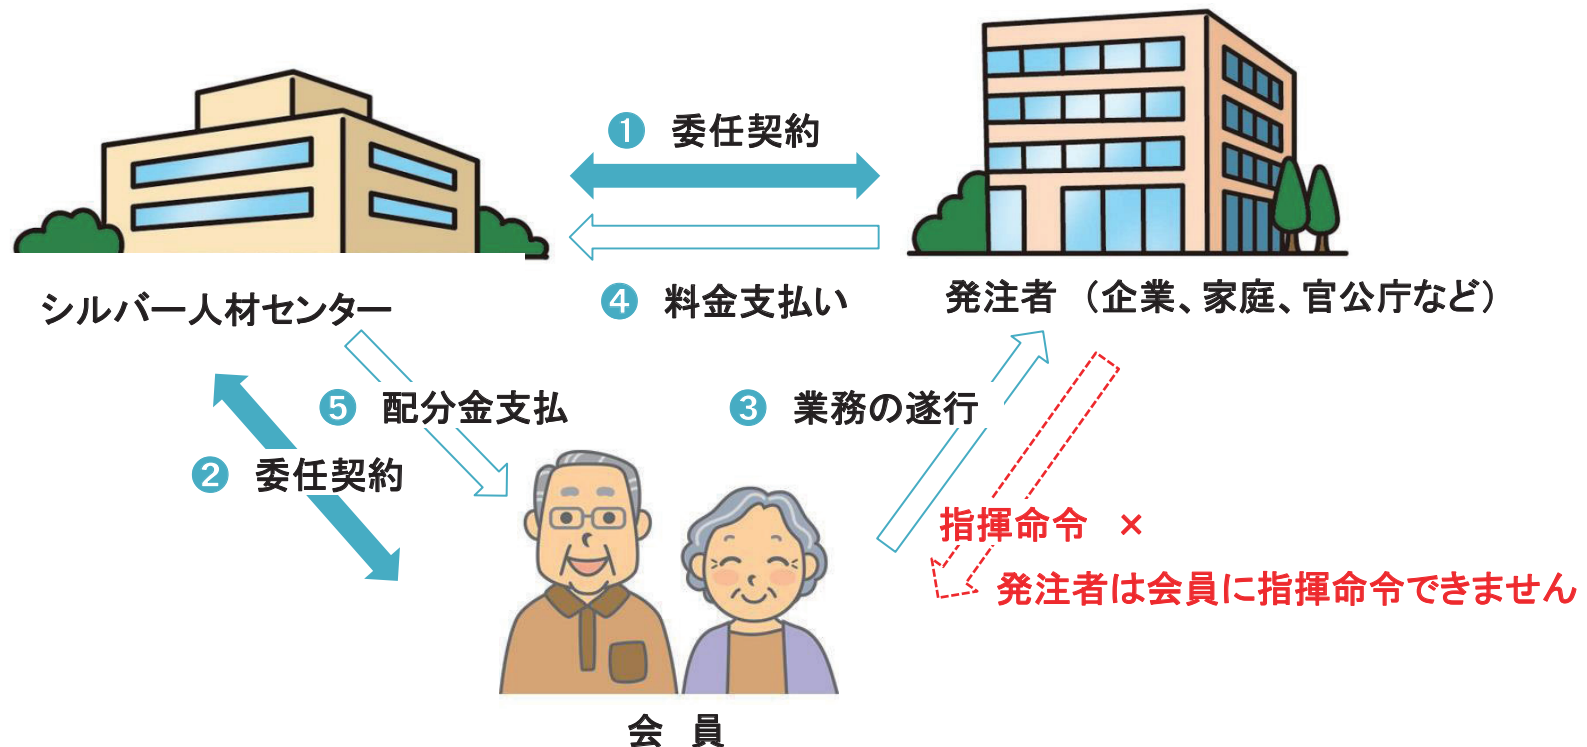 ❶ 委任契約
❹ 料金支払い
シルバー人材センター
発注者 （企業、家庭、官公庁など）
❺ 配分金支払
❸ 業務の遂行
❷ 委任契約
指揮命令 ×
発注者は会員に指揮命令できません
会 員